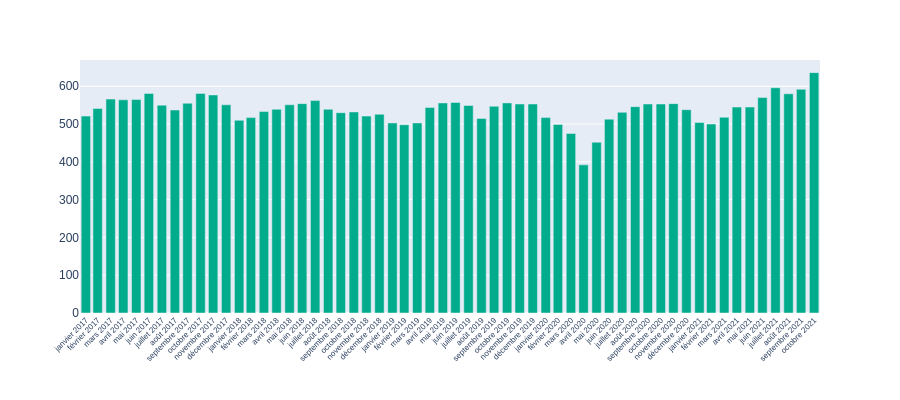 600
500
400
300
200
100
0
janvier 2017
février 2017
mars 2017
avril 2017
mai 2017
juin 2017
juillet 2017
août 2017
septembre 2017
octobre 2017
novembre 2017
décembre 2017
janvier 2018
février 2018
mars 2018
avril 2018
mai 2018
juin 2018
juillet 2018
août 2018
septembre 2018
octobre 2018
novembre 2018
décembre 2018
janvier 2019
février 2019
mars 2019
avril 2019
mai 2019
juin 2019
juillet 2019
août 2019
septembre 2019
octobre 2019
novembre 2019
décembre 2019
janvier 2020
février 2020
mars 2020
avril 2020
mai 2020
juin 2020
juillet 2020
août 2020
septembre 2020
octobre 2020
novembre 2020
décembre 2020
janvier 2021
février 2021
mars 2021
avril 2021
mai 2021
juin 2021
juillet 2021
août 2021
septembre 2021
octobre 2021